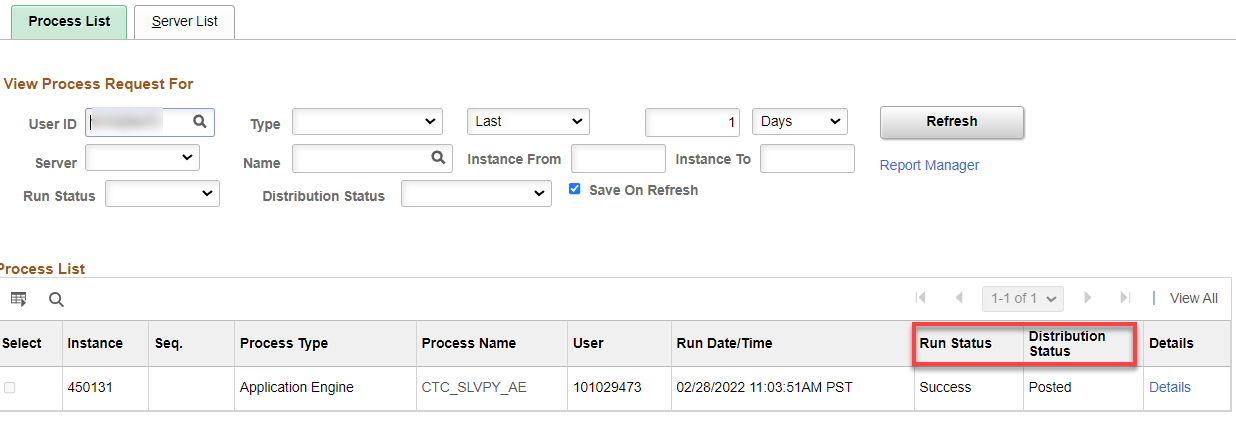 Process List
Server List
View Process Request For
User ID
Type
Last
1
Days
Refresh
Server
Name
Instance From
Instance To
Report Manager
Run Status
Distribution Status
Save On Refresh
Process List
1-1 of 1
View All
Select Instance Seq. Process Type Process Name User Run Date/Time Run Status Distribution Status Details
450131 Application Engine CTC_SLVPY_AE 101029473 02/28/2022 11:03:51AM PST Success Posted Details